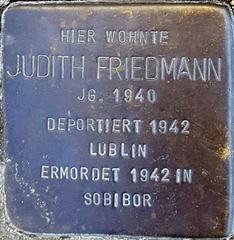 HIER WOHNTE
JUDITH FRIEDMANN
JG. 1940
DEPORTIERT 1942
LUBLIN
ERMORDET 1942 IN
SOBIBOR